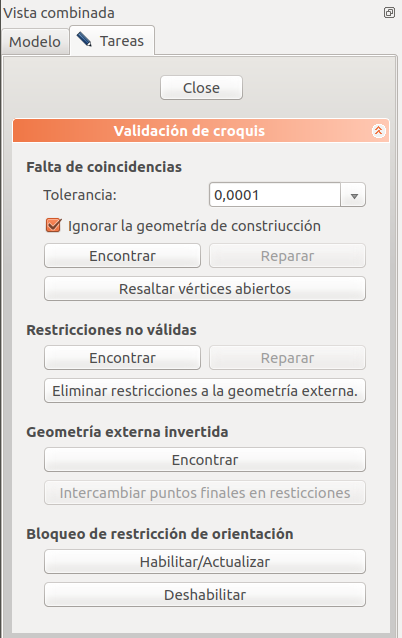 Vista combinada
Modelo Tareas
Close
Validación de croquis
Falta de coincidencias
Tolerancia: 0,0001
Ignorar la geometría de constriucción
Encontrar Reparar
Resaltar vértices abiertos
Restricciones no válidas
Encontrar Reparar
Eliminar restricciones a la geometría externa.
Geometría externa invertida
Encontrar
Intercambiar puntos finales en resticciones
Bloqueo de restricción de orientación
Habilitar/Actualizar
Deshabilitar